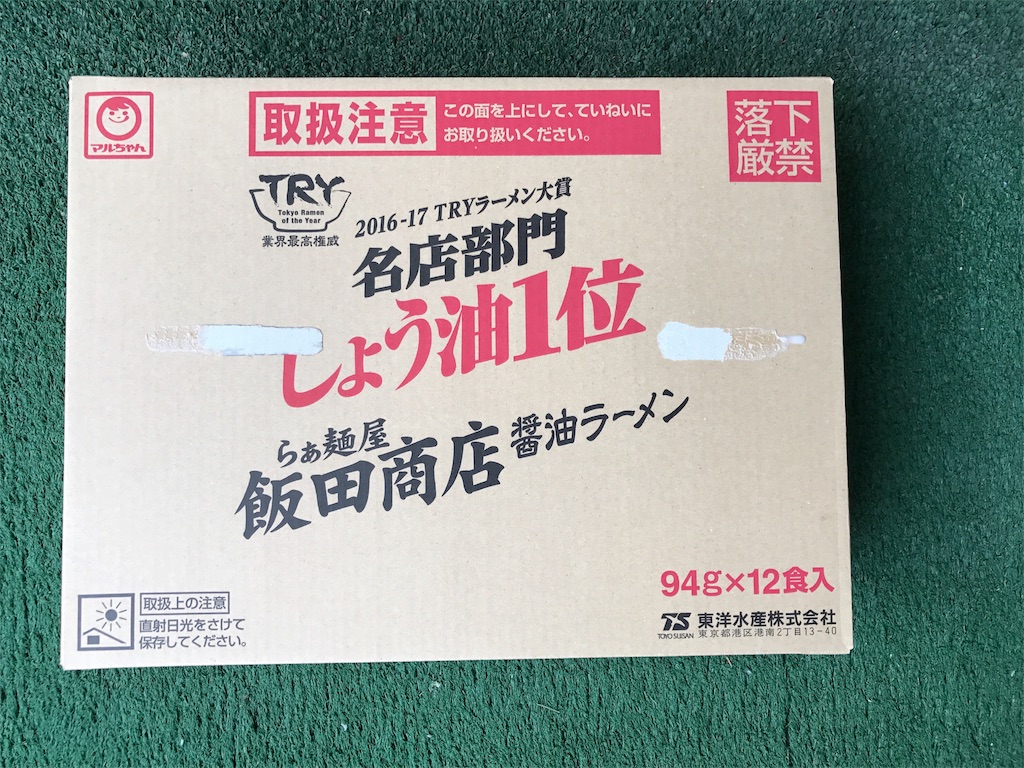 マルちゃん
取扱注意
この面を上にして、ていねいに
お取り扱いください。
落下
厳禁
TRY
Tokyo Ramen
of the Year
業界最高権威
2016-17 TRYラーメン大賞
名店部門
しょう油1位
らぁ麺屋
飯田商店 醤油ラーメン
94g×12食入
取扱上の注意
直射日光をさけて
保存してください。
TS 東洋水産株式会社
TOYO SUISAN 東京都港区港南2丁目13-40